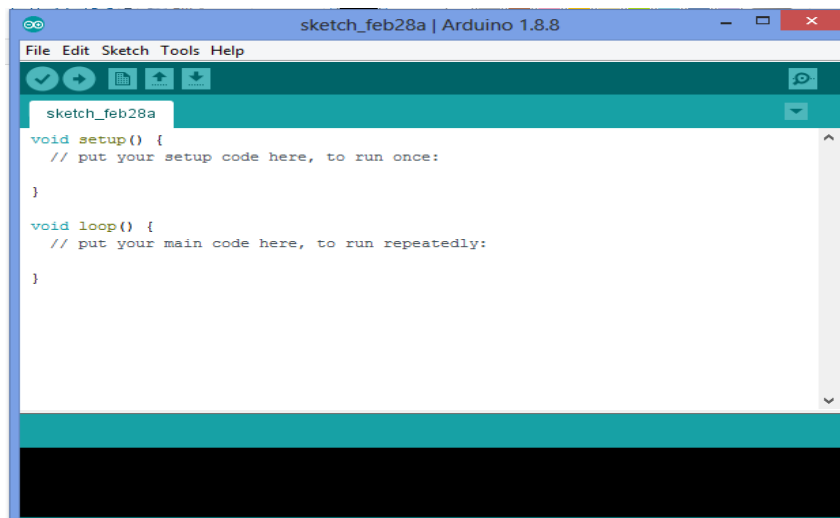 sketch_feb28a | Arduino 1.8.8
File Edit Sketch Tools Help
sketch_feb28a
void setup() {
// put your setup code here, to run once:
}
void loop() {
// put your main code here, to run repeatedly:
}